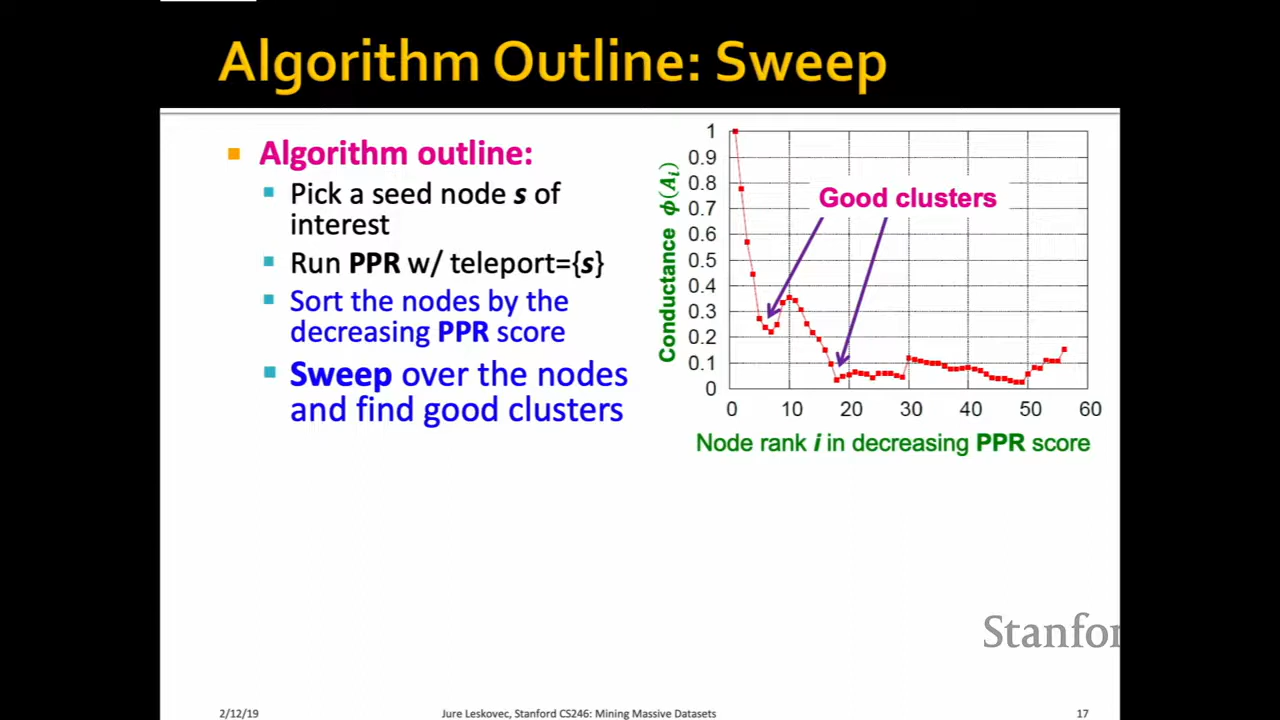 Algorithm Outline: Sweep
Algorithm outline:
Pick a seed node s of
interest
Run PPR w/ teleport={s}
Sort the nodes by the
decreasing PPR score
Sweep over the nodes
and find good clusters
Conductance ϕ(Aᵢ)
1
0.9
0.8
0.7
0.6
0.5
0.4
0.3
0.2
0.1
0
Good clusters
0 10 20 30 40 50 60
Node rank i in decreasing PPR score
Stanfor
2/12/19
Jure Leskovec, Stanford CS246: Mining Massive Datasets
17